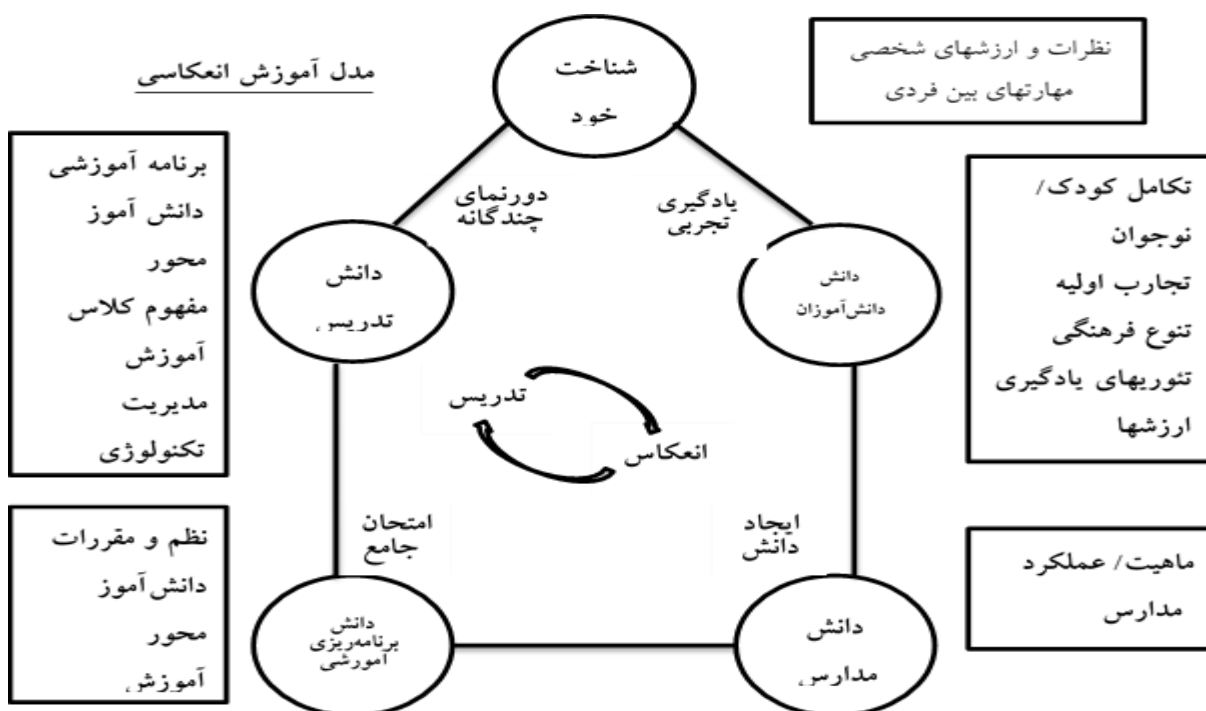 مدل آموزش انعکاسی
شناخت
خود
نظرات و ارزشهای شخصی
مهارتهای بین فردی
برنامه آموزشی
دانش آموز
محور
مفهوم کلاس
آموزش
مدیریت
تکنولوژی
دورنمای
چندگانه
یادگیری
تجربی
تکامل کودک/
نوجوان
تجارب اولیه
تنوع فرهنگی
تئوریهای یادگیری
ارزشها
دانش
تدریس
دانش
دانش‌آموزان
تدریس
انعکاس
امتحان
جامع
ایجاد
دانش
نظم و مقررات
دانش‌آموز
محور
آموزش
دانش
برنامه‌ریزی
آمورشی
دانش
مدارس
ماهیت/ عملکرد
مدارس